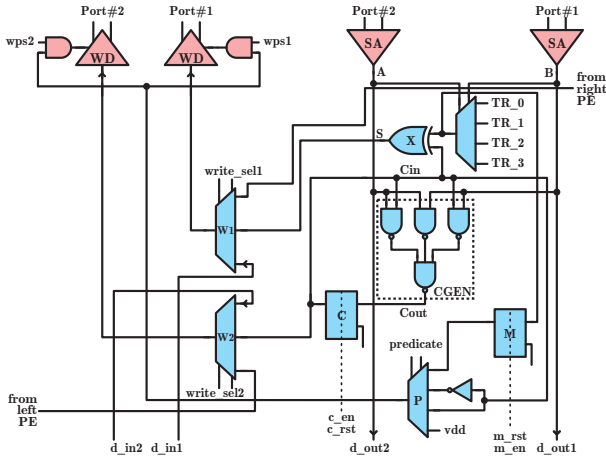 Port#2
Port#1
Port#2
Port#1
wps2
WD
WD
wps1
SA
SA
A
B
from
right
PE
TR_0
TR_1
TR_2
TR_3
S
X
write_sel1
Cin
W1
CGEN
C
Cout
M
W2
predicate
write_sel2
from
left
PE
P
vdd
c_en
c_rst
m_rst
m_en
d_in2
d_in1
d_out2
d_out1